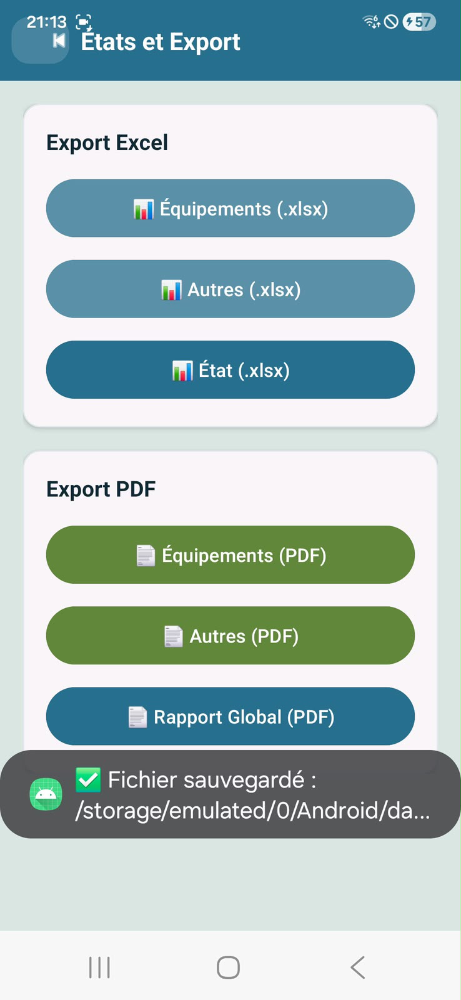 21:13
57
États et Export
Export Excel
Équipements (.xlsx)
Autres (.xlsx)
État (.xlsx)
Export PDF
Équipements (PDF)
Autres (PDF)
Rapport Global (PDF)
✅ Fichier sauvegardé :
/storage/emulated/0/Android/da...